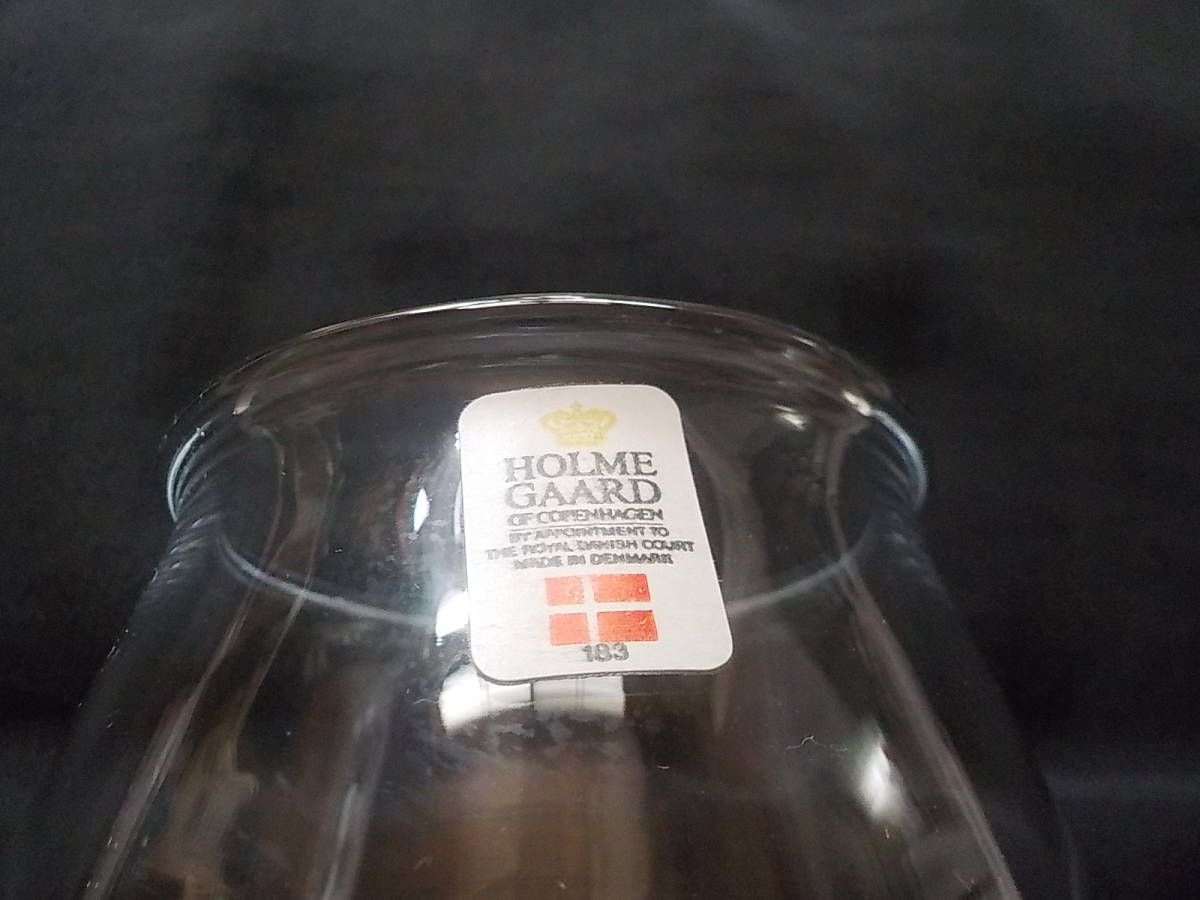 HOLME
GAARD
OF COPENHAGEN
BY APPOINTMENT TO
THE ROYAL DANISH COURT
MADE IN DENMARK
183